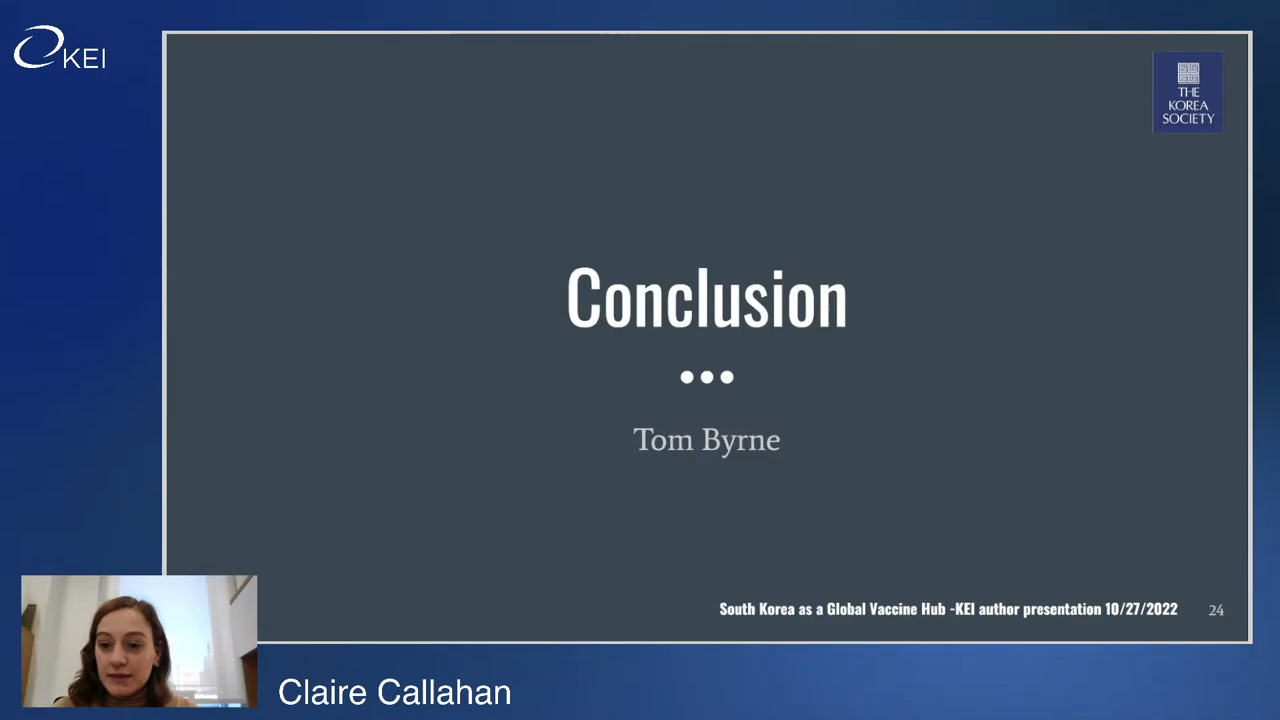 KEI
THE
KOREA
SOCIETY
Conclusion
Tom Byrne
South Korea as a Global Vaccine Hub -KEI author presentation 10/27/2022
24
Claire Callahan